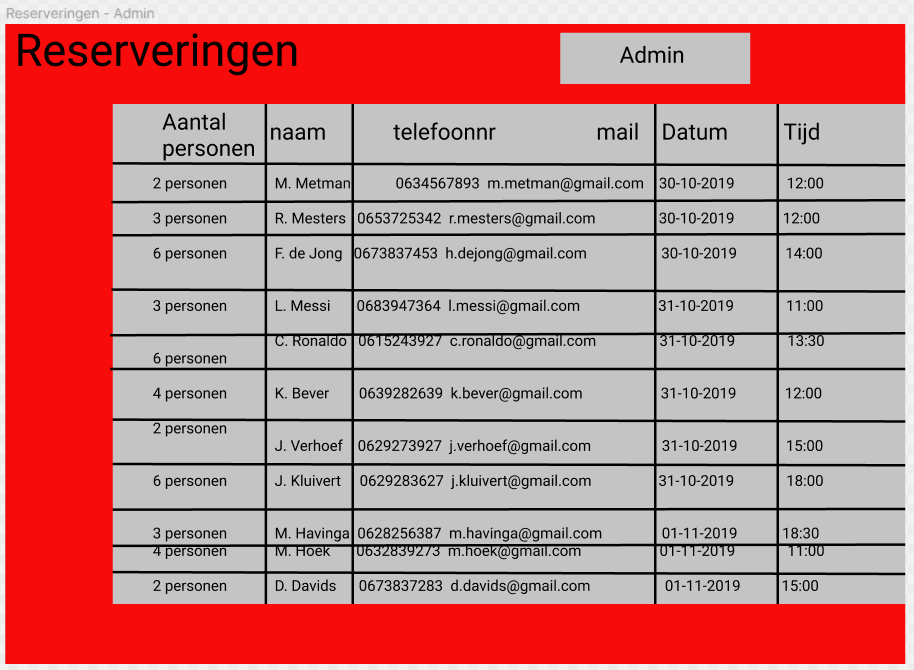 Reserveringen - Admin
Reserveringen
Admin
Aantal personen naam telefoonnr mail Datum Tijd
2 personen M. Metman 0634567893 m.metman@gmail.com 30-10-2019 12:00
3 personen R. Mesters 0653725342 r.mesters@gmail.com 30-10-2019 12:00
6 personen F. de Jong 0673837453 h.dejong@gmail.com 30-10-2019 14:00
3 personen L. Messi 0683947364 l.messi@gmail.com 31-10-2019 11:00
6 personen C. Ronaldo 0615243927 c.ronaldo@gmail.com 31-10-2019 13:30
4 personen K. Bever 0639282639 k.bever@gmail.com 31-10-2019 12:00
2 personen J. Verhoef 0629273927 j.verhoef@gmail.com 31-10-2019 15:00
6 personen J. Kluivert 0629283627 j.kluivert@gmail.com 31-10-2019 18:00
3 personen M. Havinga 0628256387 m.havinga@gmail.com 01-11-2019 18:30
4 personen M. Hoek 0632839273 m.hoek@gmail.com 01-11-2019 11:00
2 personen D. Davids 0673837283 d.davids@gmail.com 01-11-2019 15:00